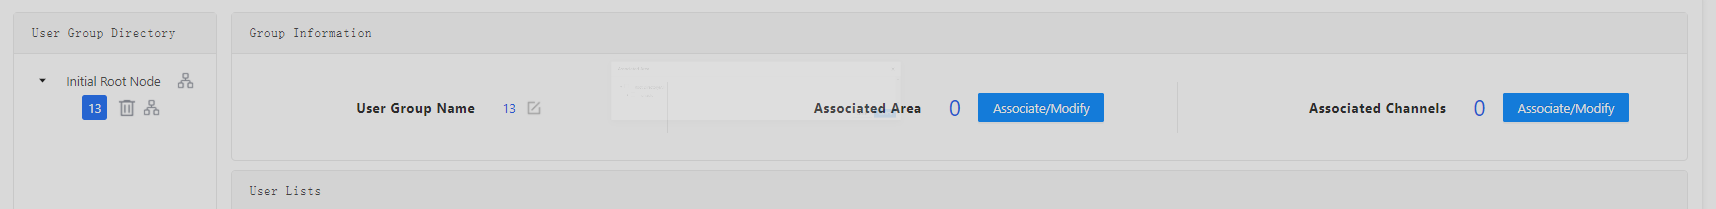 User Group Directory
Initial Root Node
13
Group Information
User Group Name 13
Associated Area 0 Associate/Modify
Associated Channels 0 Associate/Modify
User Lists